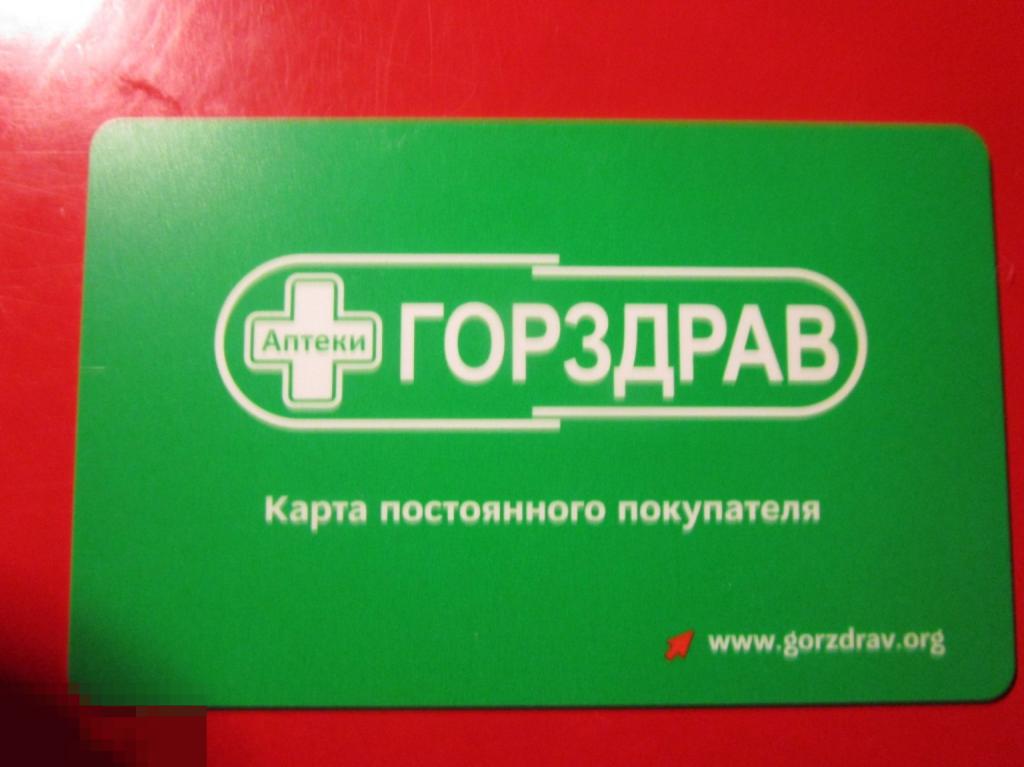 Аптеки ГОРЗДРАВ
Карта постоянного покупателя
www.gorzdrav.org